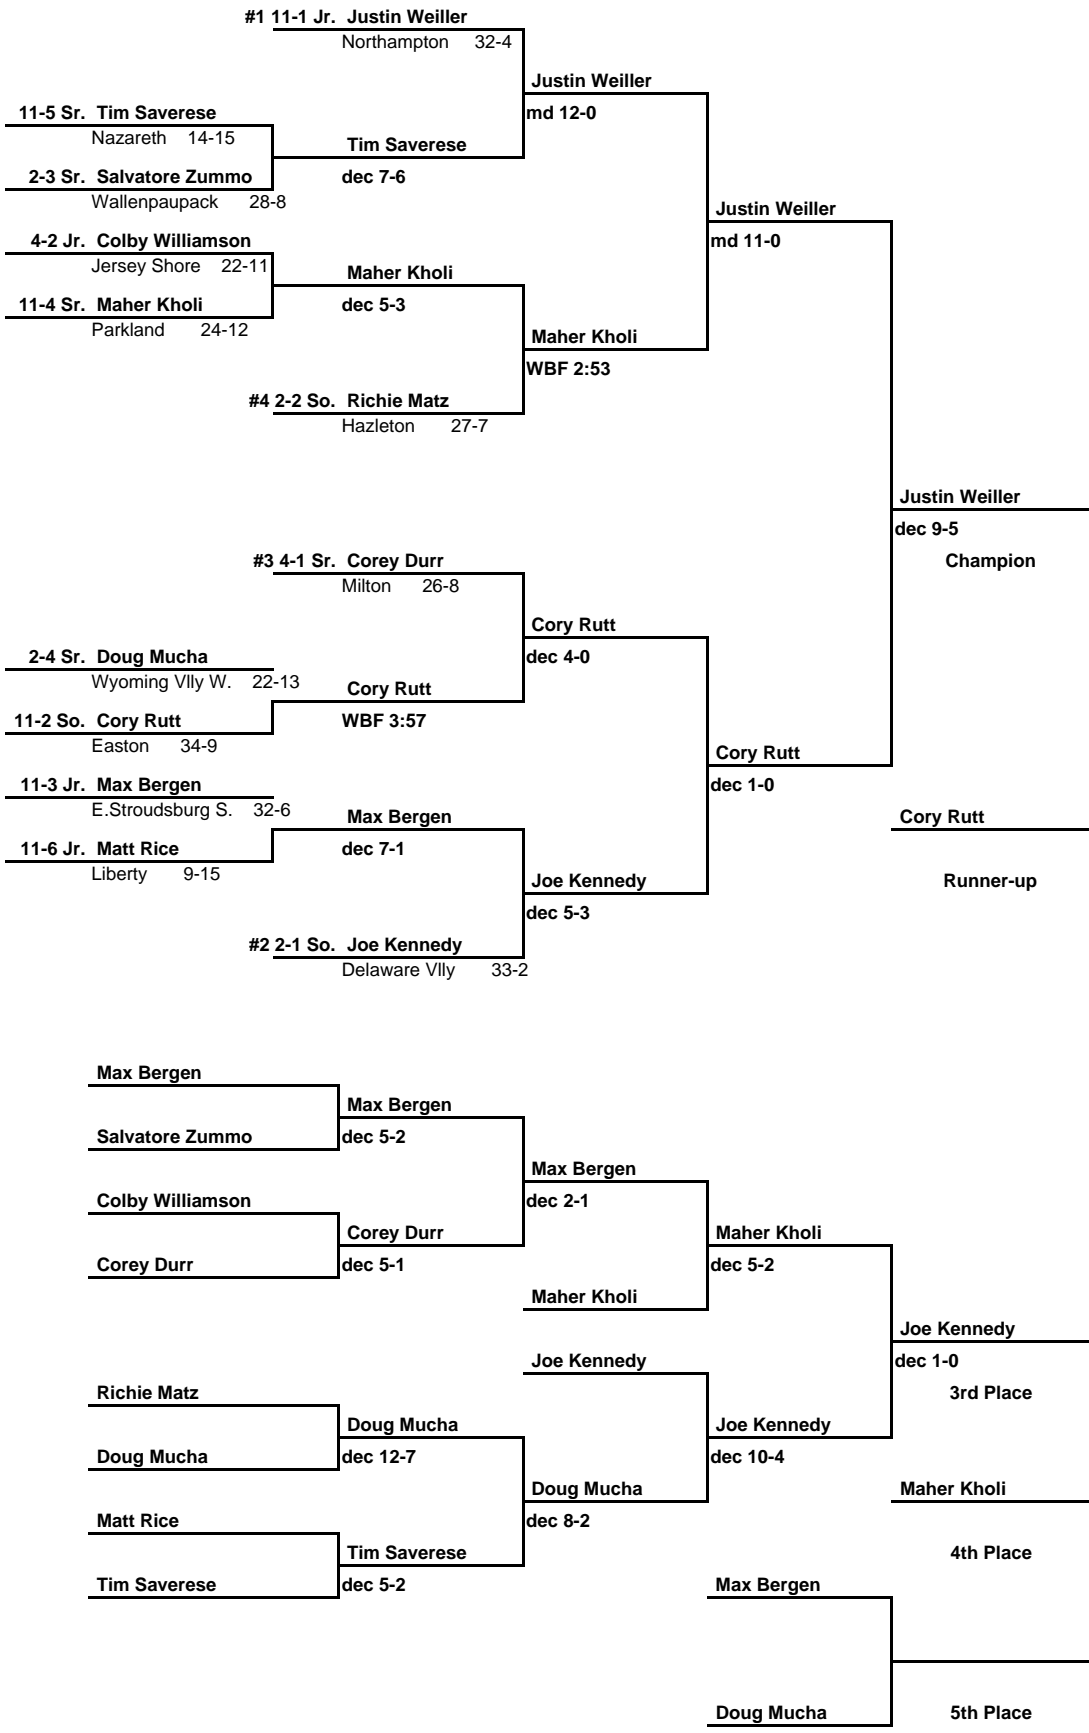 #1 11-1 Jr. Justin Weiller
Northampton 32-4
Justin Weiller
11-5 Sr. Tim Saverese
md 12-0
Nazareth 14-15
Tim Saverese
2-3 Sr. Salvatore Zummo
dec 7-6
Wallenpaupack 28-8
Justin Weiller
4-2 Jr. Colby Williamson
md 11-0
Jersey Shore 22-11
Maher Kholi
11-4 Sr. Maher Kholi
dec 5-3
Parkland 24-12
Maher Kholi
WBF 2:53
#4 2-2 So. Richie Matz
Hazleton 27-7
Justin Weiller
dec 9-5
#3 4-1 Sr. Corey Durr
Champion
Milton 26-8
Cory Rutt
2-4 Sr. Doug Mucha
dec 4-0
Wyoming Vlly W. 22-13
Cory Rutt
11-2 So. Cory Rutt
WBF 3:57
Easton 34-9
Cory Rutt
11-3 Jr. Max Bergen
dec 1-0
E.Stroudsburg S. 32-6
Max Bergen
Cory Rutt
11-6 Jr. Matt Rice
dec 7-1
Liberty 9-15
Joe Kennedy
Runner-up
dec 5-3
#2 2-1 So. Joe Kennedy
Delaware Vlly 33-2
Max Bergen
Max Bergen
Salvatore Zummo
dec 5-2
Max Bergen
Colby Williamson
dec 2-1
Corey Durr
Maher Kholi
Corey Durr
dec 5-1
dec 5-2
Maher Kholi
Joe Kennedy
Joe Kennedy
dec 1-0
Richie Matz
3rd Place
Doug Mucha
Joe Kennedy
Doug Mucha
dec 12-7
dec 10-4
Doug Mucha
Maher Kholi
Matt Rice
dec 8-2
Tim Saverese
4th Place
Tim Saverese
dec 5-2
Max Bergen
Doug Mucha
5th Place